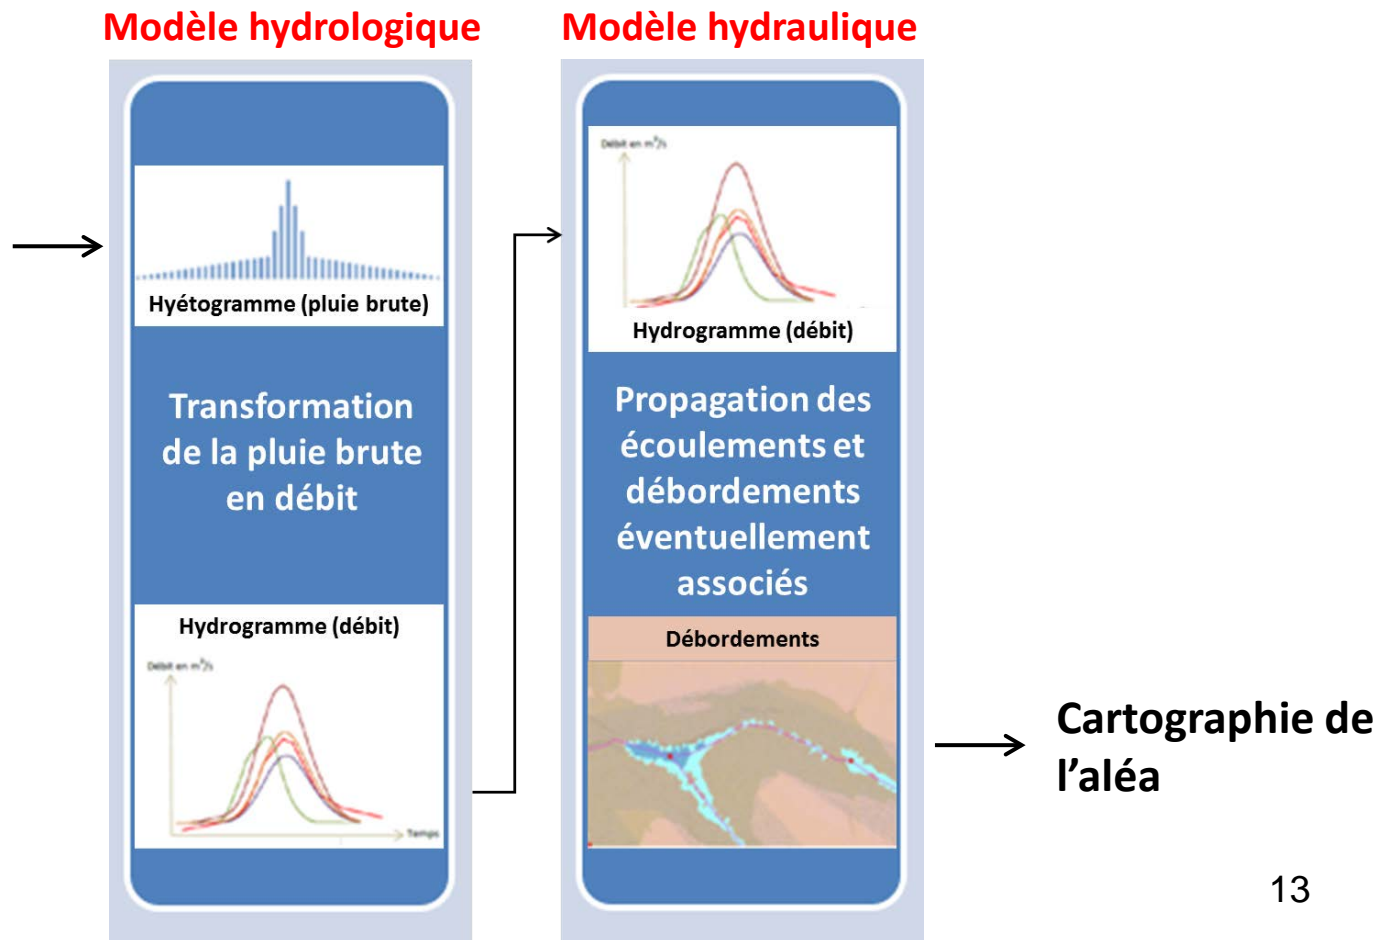 Modèle hydrologique
Hyétogramme (pluie brute)
Transformation
de la pluie brute
en débit
Hydrogramme (débit)
Débit en m³/s
Temps
Modèle hydraulique
Débit en m³/s
Hydrogramme (débit)
Propagation des
écoulements et
débordements
éventuellement
associés
Débordements
Cartographie de
l’aléa
13